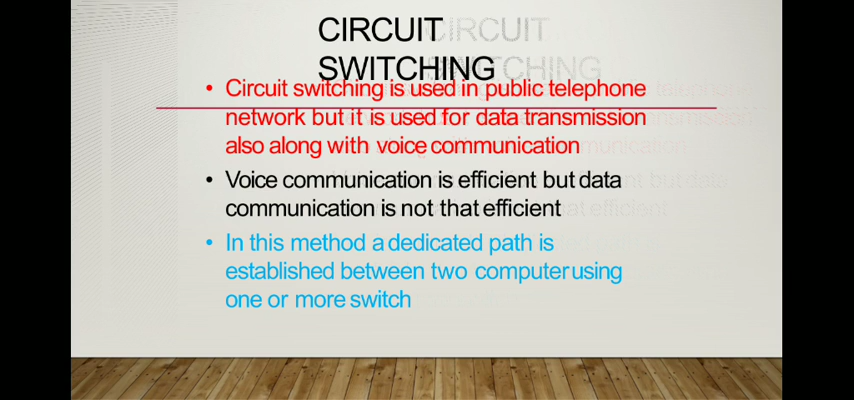 CIRCUIT
SWITCHING
• Circuit switching is used in public telephone
network but it is used for data transmission
also along with voice communication
• Voice communication is efficient but data
communication is not that efficient
• In this method a dedicated path is
established between two computer using
one or more switch